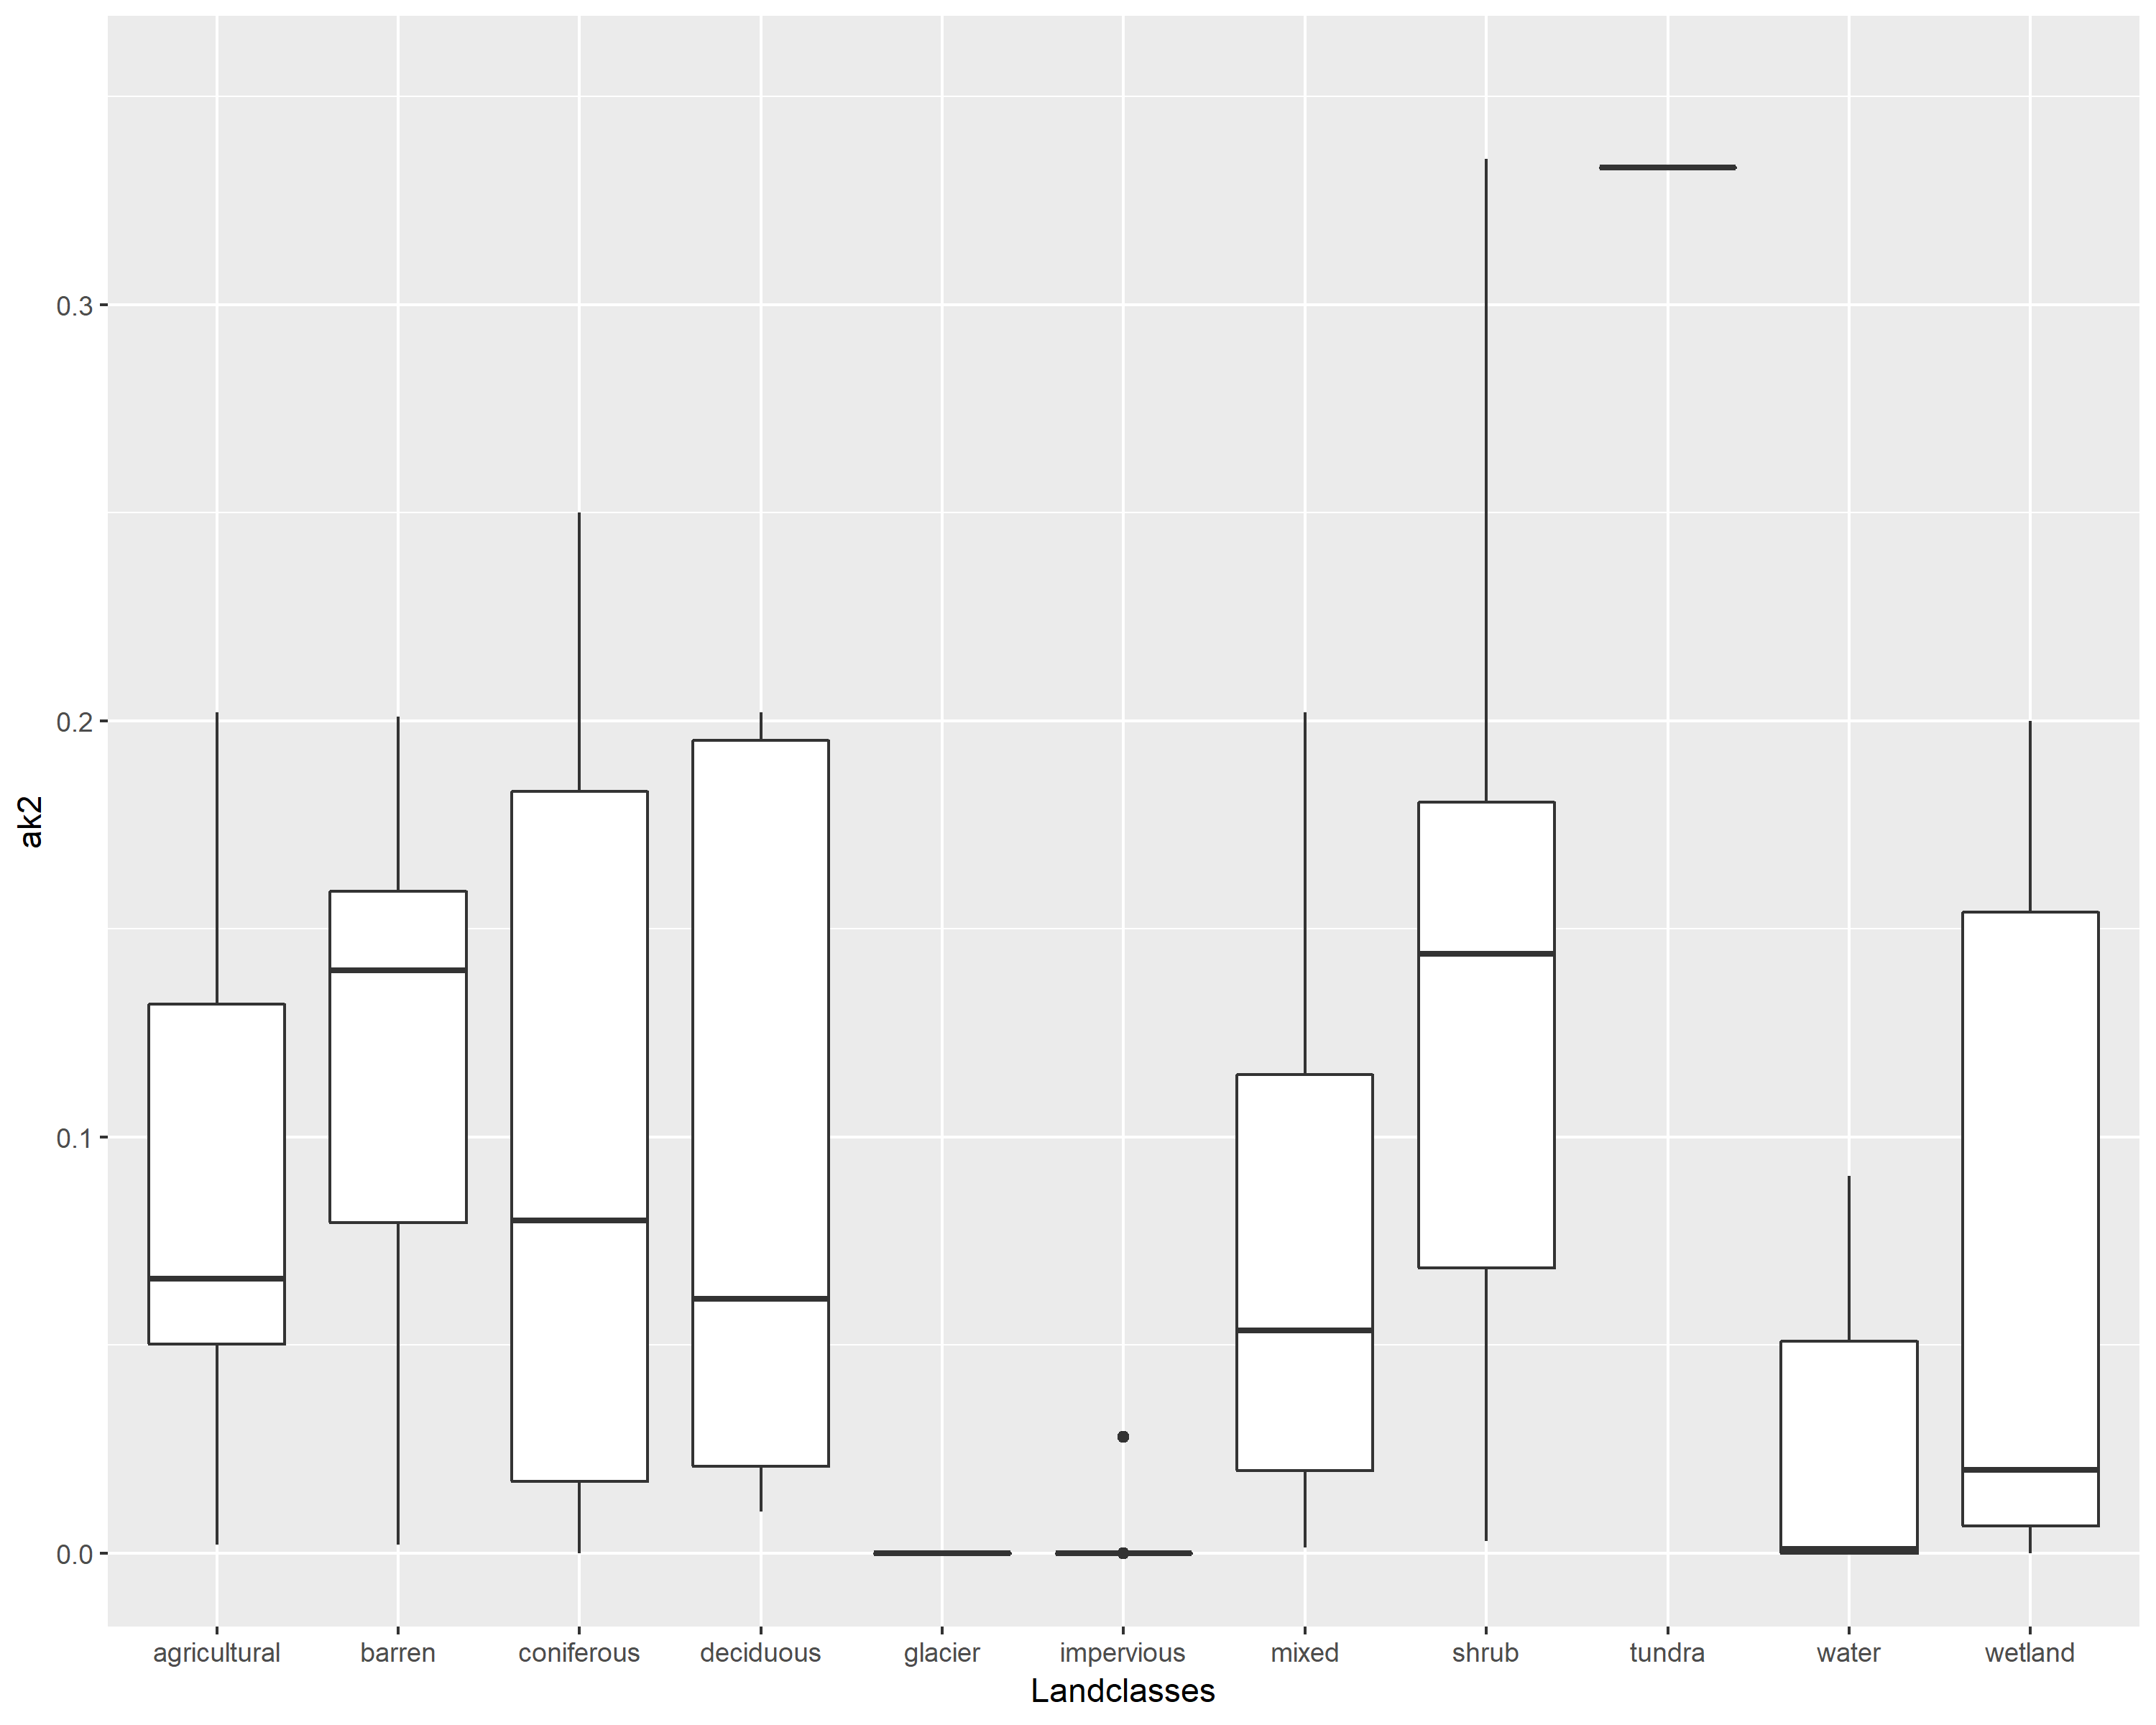 ak2
0.3
0.2
0.1
0.0
agricultural barren coniferous deciduous glacier impervious mixed shrub tundra water wetland
Landclasses